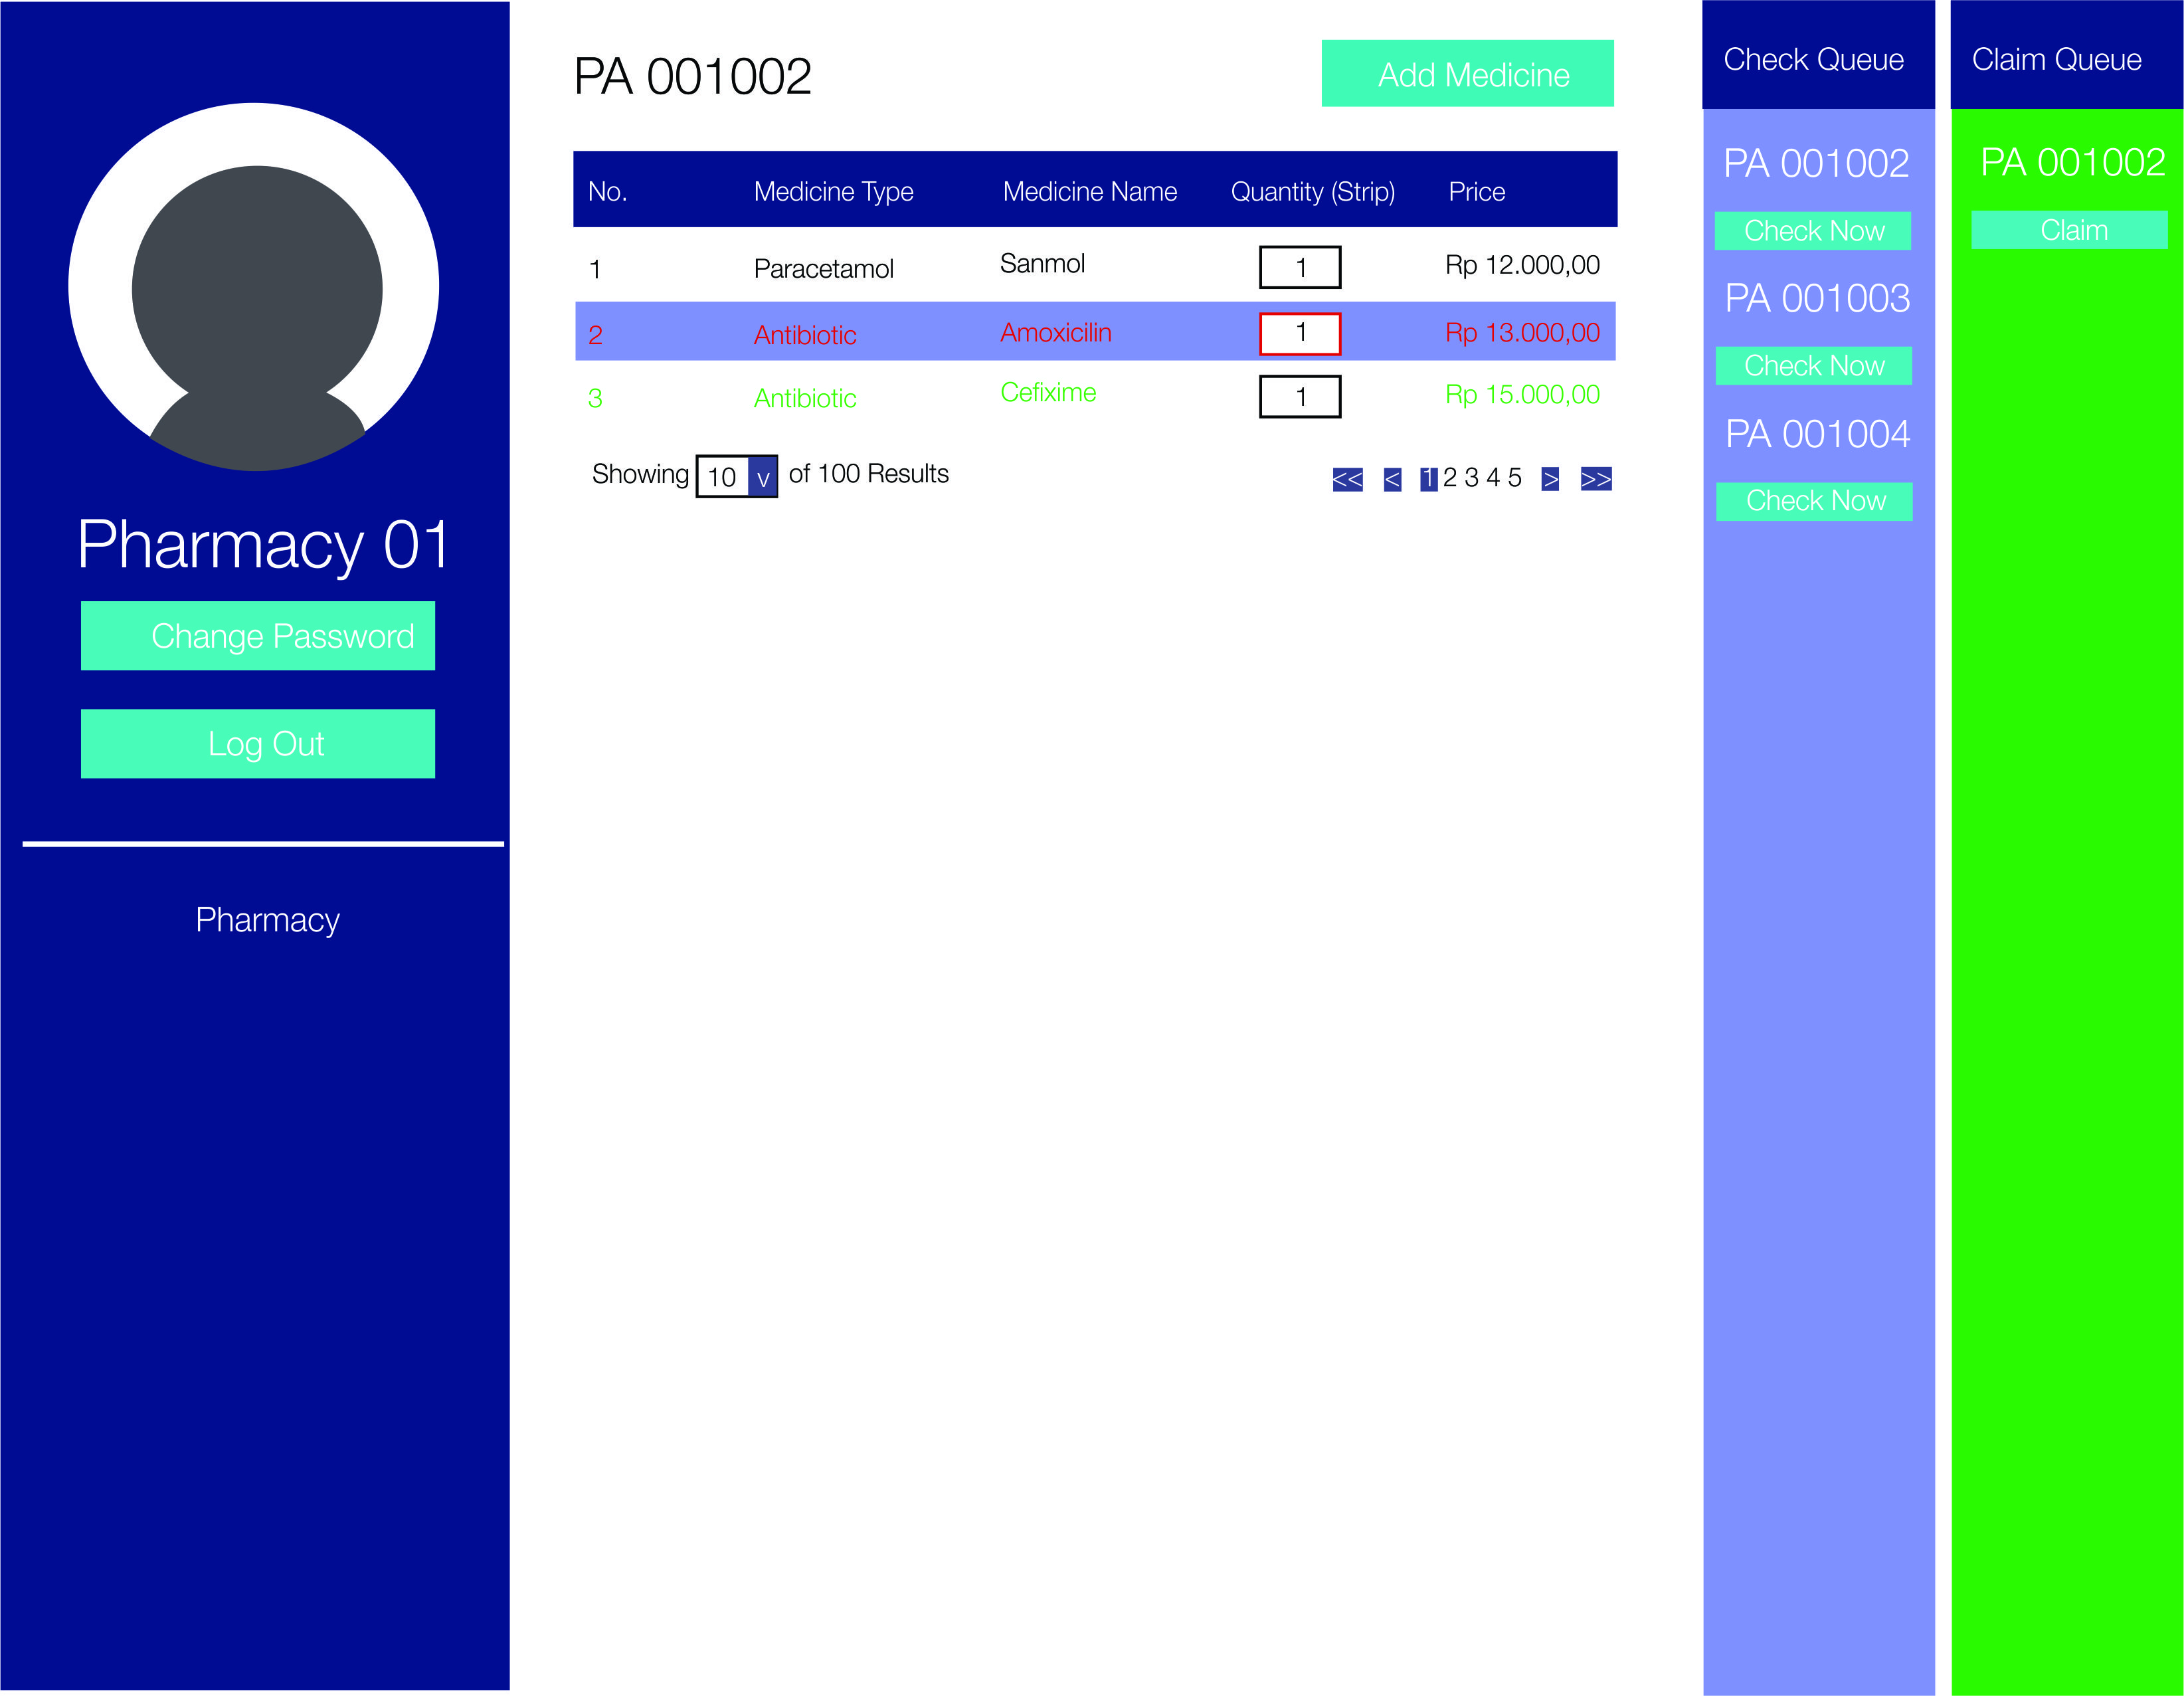 Pharmacy 01
Change Password
Log Out
Pharmacy
PA 001002
Add Medicine
No. Medicine Type Medicine Name Quantity (Strip) Price
1 Paracetamol Sanmol 1 Rp 12.000,00
2 Antibiotic Amoxicilin 1 Rp 13.000,00
3 Antibiotic Cefixime 1 Rp 15.000,00
Showing 10 v of 100 Results << < 1 2 3 4 5 > >>
Check Queue
PA 001002
Check Now
PA 001003
Check Now
PA 001004
Check Now
Claim Queue
PA 001002
Claim